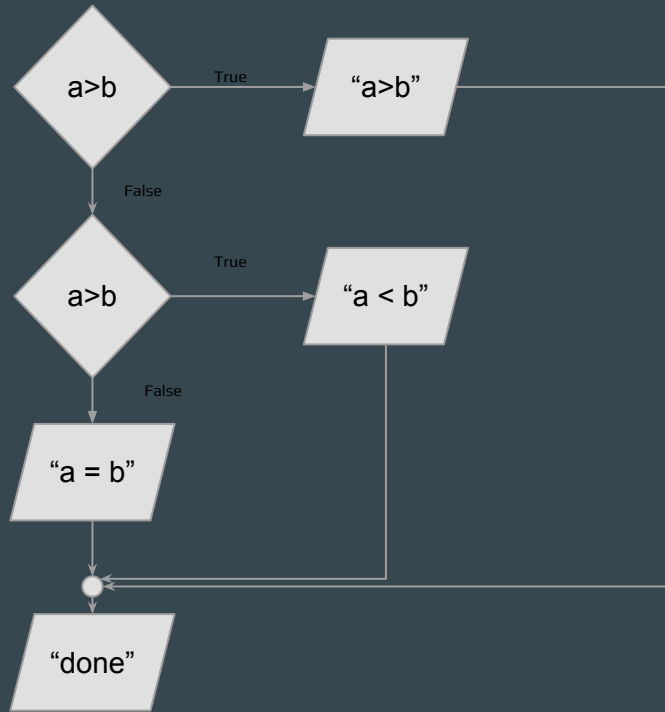 a>b
True
“a>b”
False
a>b
True
“a < b”
False
“a = b”
“done”